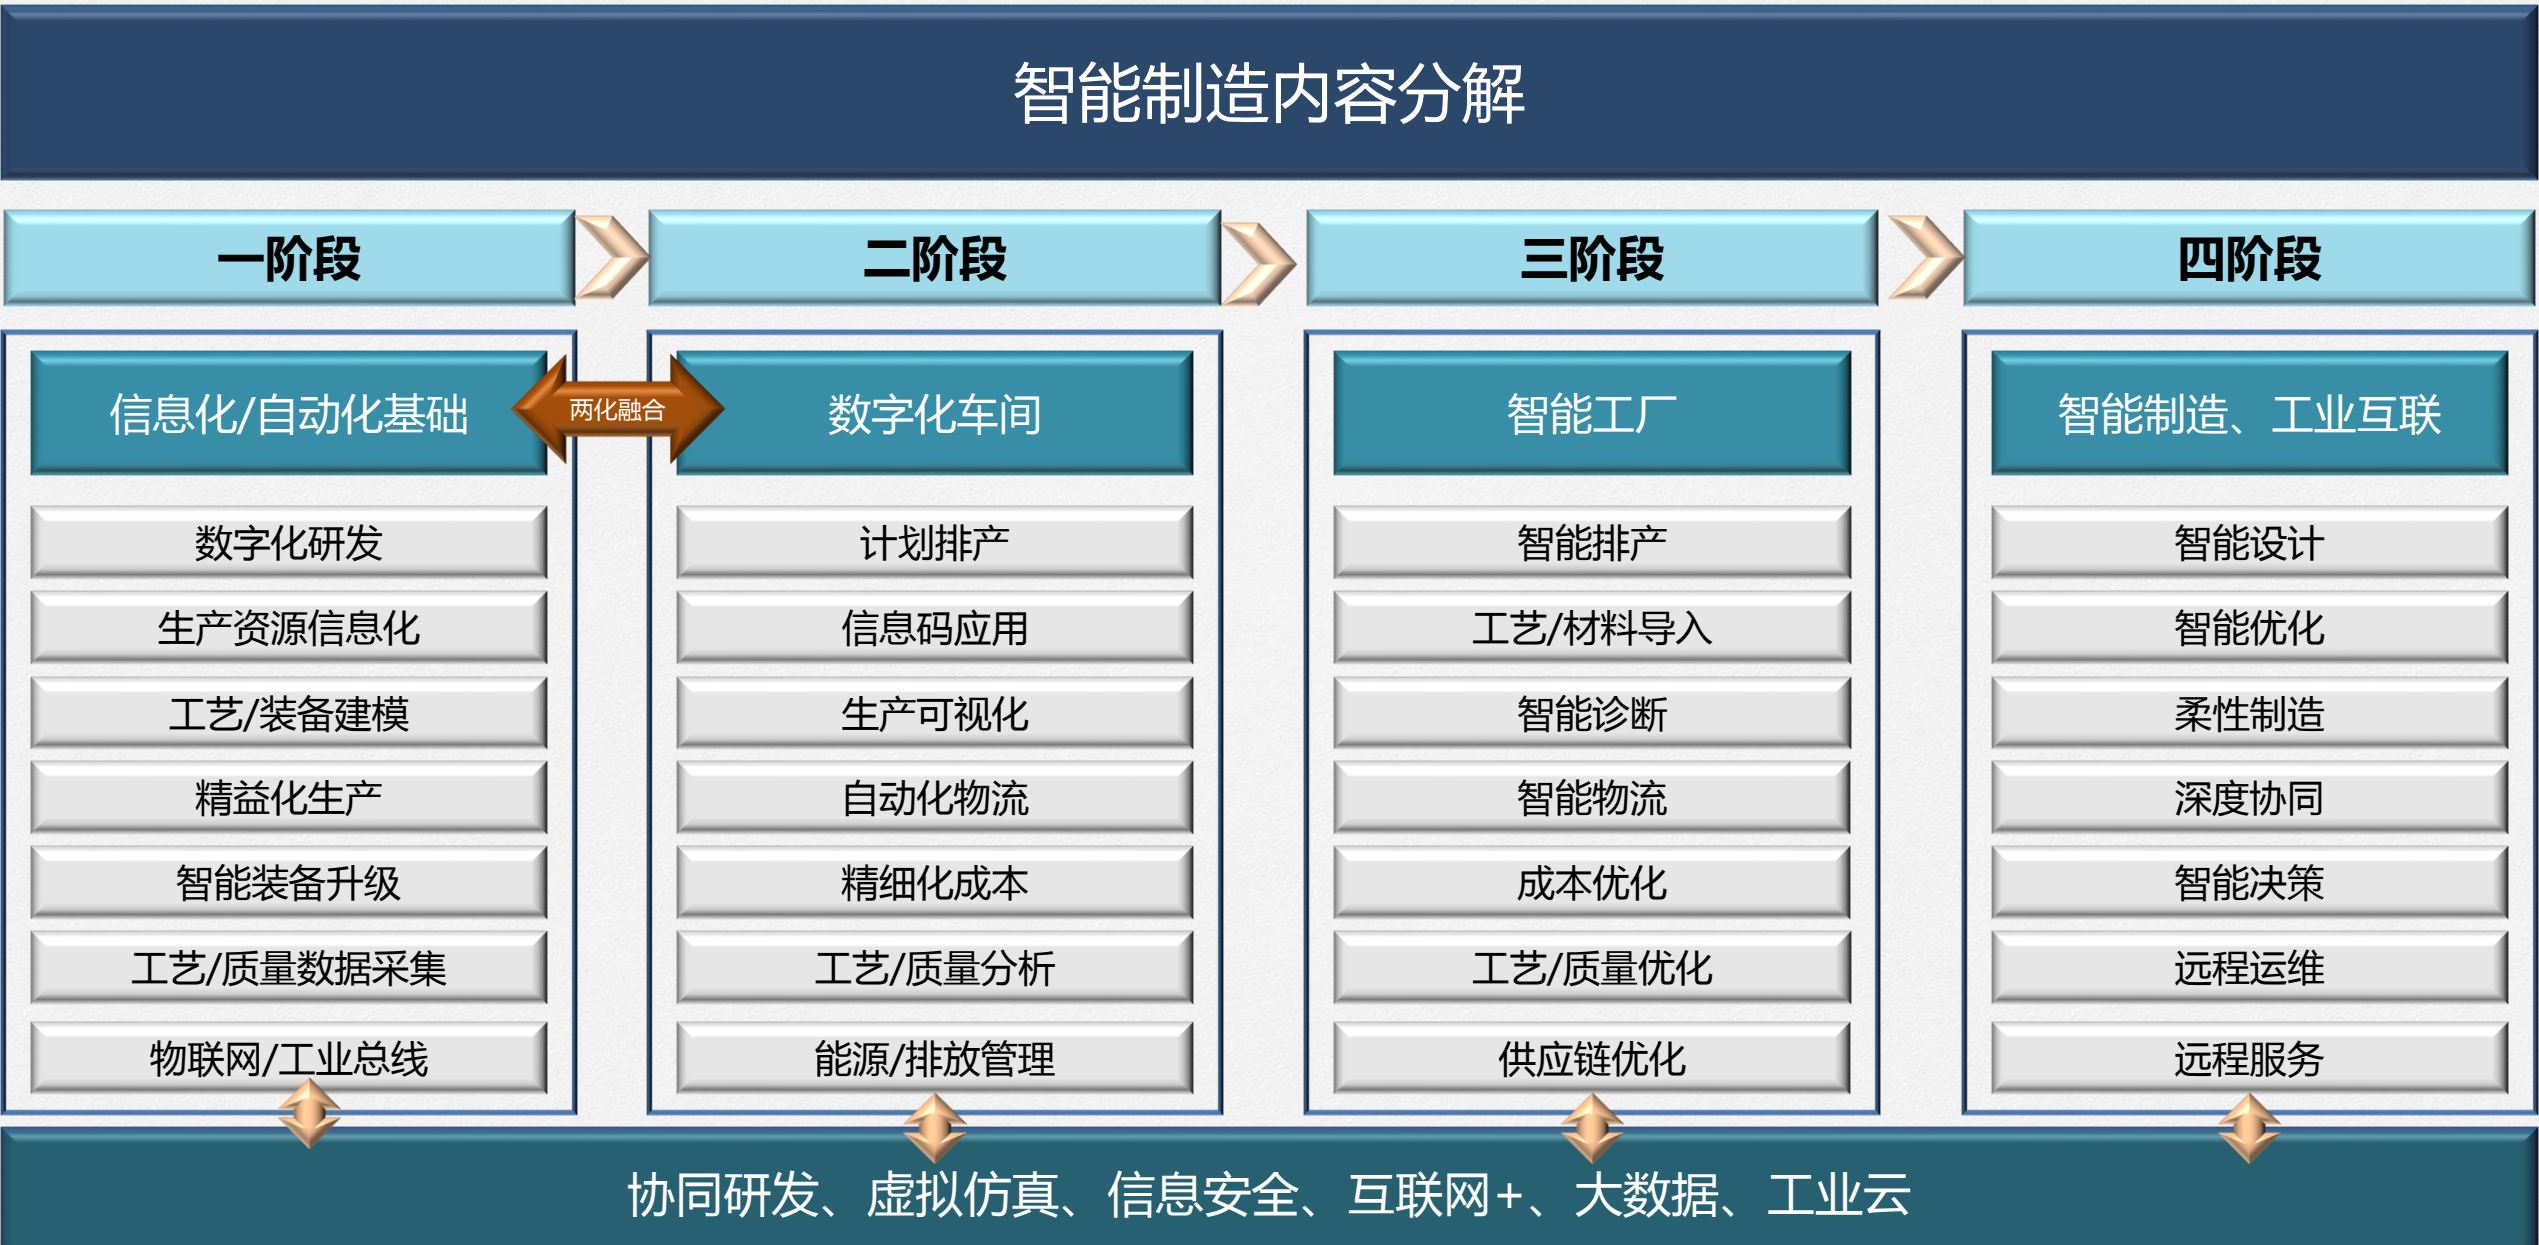 智能制造内容分解
一阶段
二阶段
三阶段
四阶段
信息化/自动化基础
两化融合
数字化车间
智能工厂
智能制造、工业互联
数字化研发
生产资源信息化
工艺/装备建模
精益化生产
智能装备升级
工艺/质量数据采集
物联网/工业总线
计划排产
信息码应用
生产可视化
自动化物流
精细化成本
工艺/质量分析
能源/排放管理
智能排产
工艺/材料导入
智能诊断
智能物流
成本优化
工艺/质量优化
供应链优化
智能设计
智能优化
柔性制造
深度协同
智能决策
远程运维
远程服务
协同研发、虚拟仿真、信息安全、互联网+、大数据、工业云